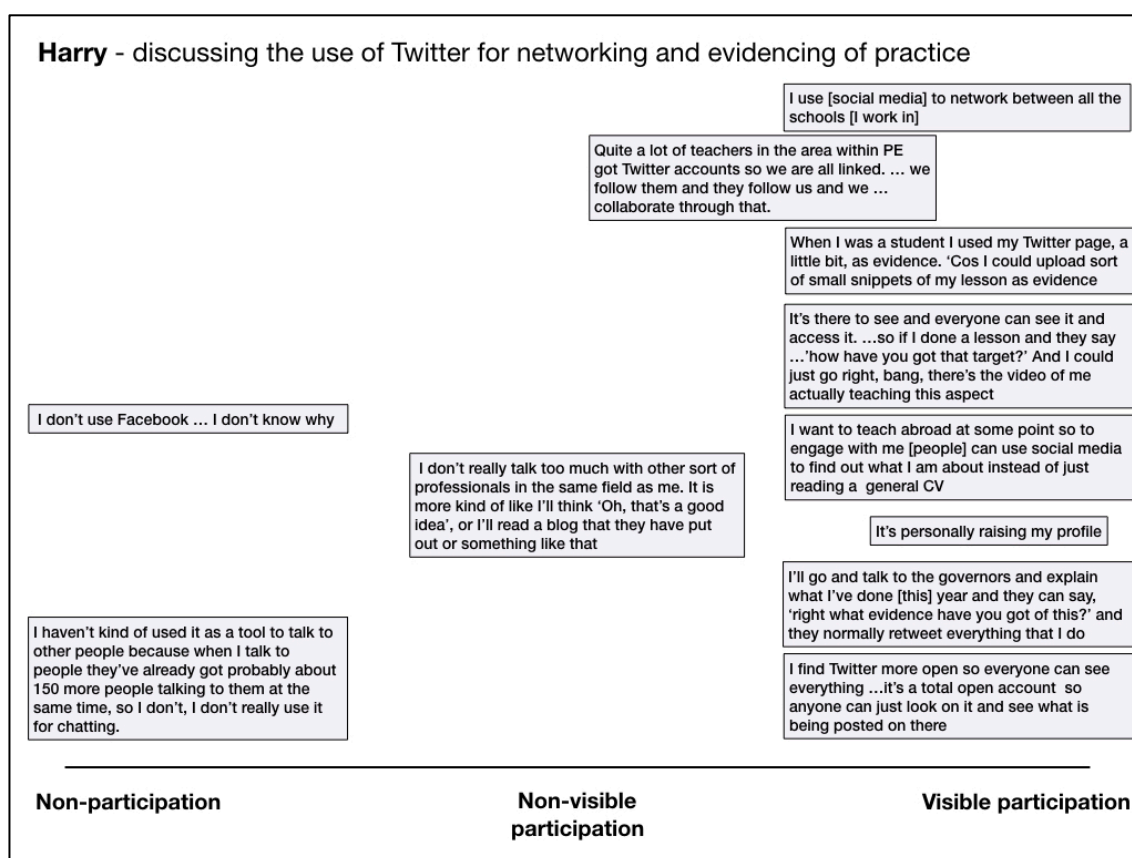 Harry - discussing the use of Twitter for networking and evidencing of practice
I use [social media] to network between all the
schools [I work in]
Quite a lot of teachers in the area within PE
got Twitter accounts so we are all linked. … we
follow them and they follow us and we …
collaborate through that.
When I was a student I used my Twitter page, a
little bit, as evidence. ‘Cos I could upload sort
of small snippets of my lesson as evidence
It’s there to see and everyone can see it and
access it. …so if I done a lesson and they say
…’how have you got that target?’ And I could
just go right, bang, there’s the video of me
actually teaching this aspect
I don’t use Facebook … I don’t know why
I want to teach abroad at some point so to
engage with me [people] can use social media
to find out what I am about instead of just
reading a general CV
I don’t really talk too much with other sort of
professionals in the same field as me. It is
more kind of like I’ll think ‘Oh, that’s a good
idea’, or I’ll read a blog that they have put
out or something like that
It’s personally raising my profile
I’ll go and talk to the governors and explain
what I’ve done [this] year and they can say,
‘right what evidence have you got of this?’ and
they normally retweet everything that I do
I haven’t kind of used it as a tool to talk to
other people because when I talk to
people they’ve already got probably about
150 more people talking to them at the
same time, so I don’t, I don’t really use it
for chatting.
I find Twitter more open so everyone can see
everything …it’s a total open account so
anyone can just look on it and see what is
being posted on there
Non-participation
Non-visible
participation
Visible participation